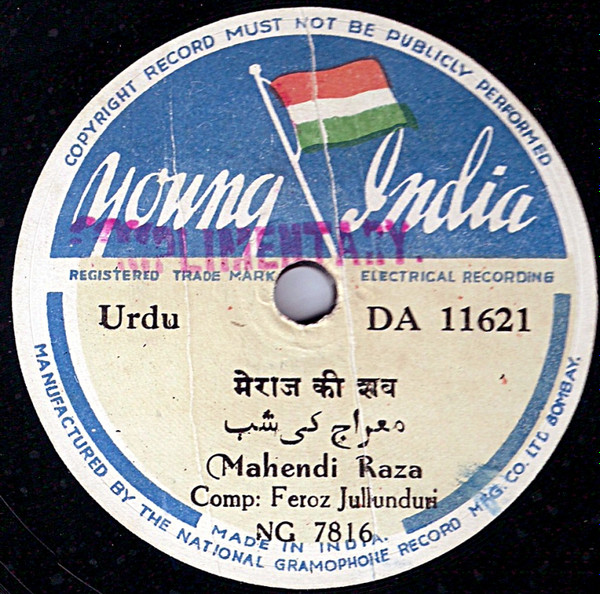 COPYRIGHT RECORD MUST NOT BE PUBLICLY PERFORMED
Young India
COMPLIMENTARY.
REGISTERED TRADE MARK
ELECTRICAL RECORDING
Urdu
DA 11621
मेराज की शब
معراج کی شب
Mahendi Raza
Comp: Feroz Jullunduri
NG 7816
MADE IN INDIA.
MANUFACTURED BY THE NATIONAL GRAMOPHONE RECORD MFG. CO. LTD BOMBAY.